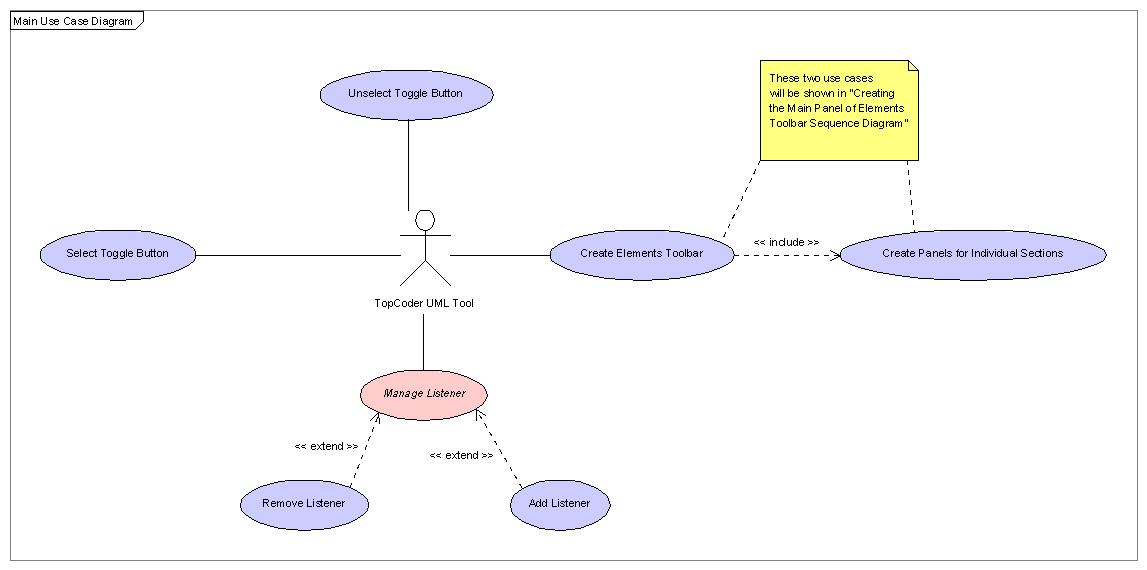 Main Use Case Diagram
Unselect Toggle Button
These two use cases
will be shown in "Creating
the Main Panel of Elements
Toolbar Sequence Diagram"
Select Toggle Button
Create Elements Toolbar
<< include >>
Create Panels for Individual Sections
TopCoder UML Tool
Manage Listener
<< extend >>
<< extend >>
Remove Listener
Add Listener